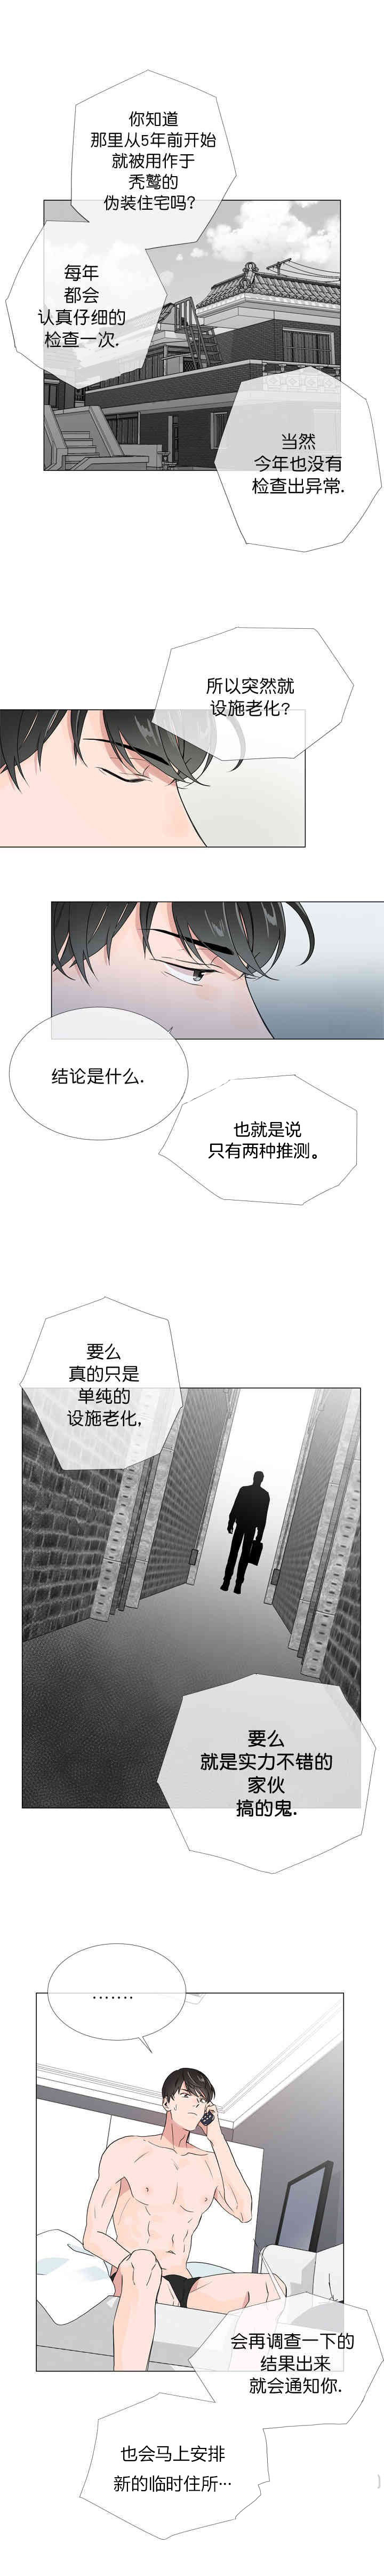 你知道
那里从5年前开始
就被用作于
秃鹫的
伪装住宅吗?
每年
都会
认真仔细的
检查一次.
当然
今年也没有
检查出异常.
所以突然就
设施老化?
结论是什么.
也就是说
只有两种推测。
要么
真的只是
单纯的
设施老化,
要么
就是实力不错的
家伙
搞的鬼.
·······
会再调查一下的
结果出来
就会通知你.
也会马上安排
新的临时住所···